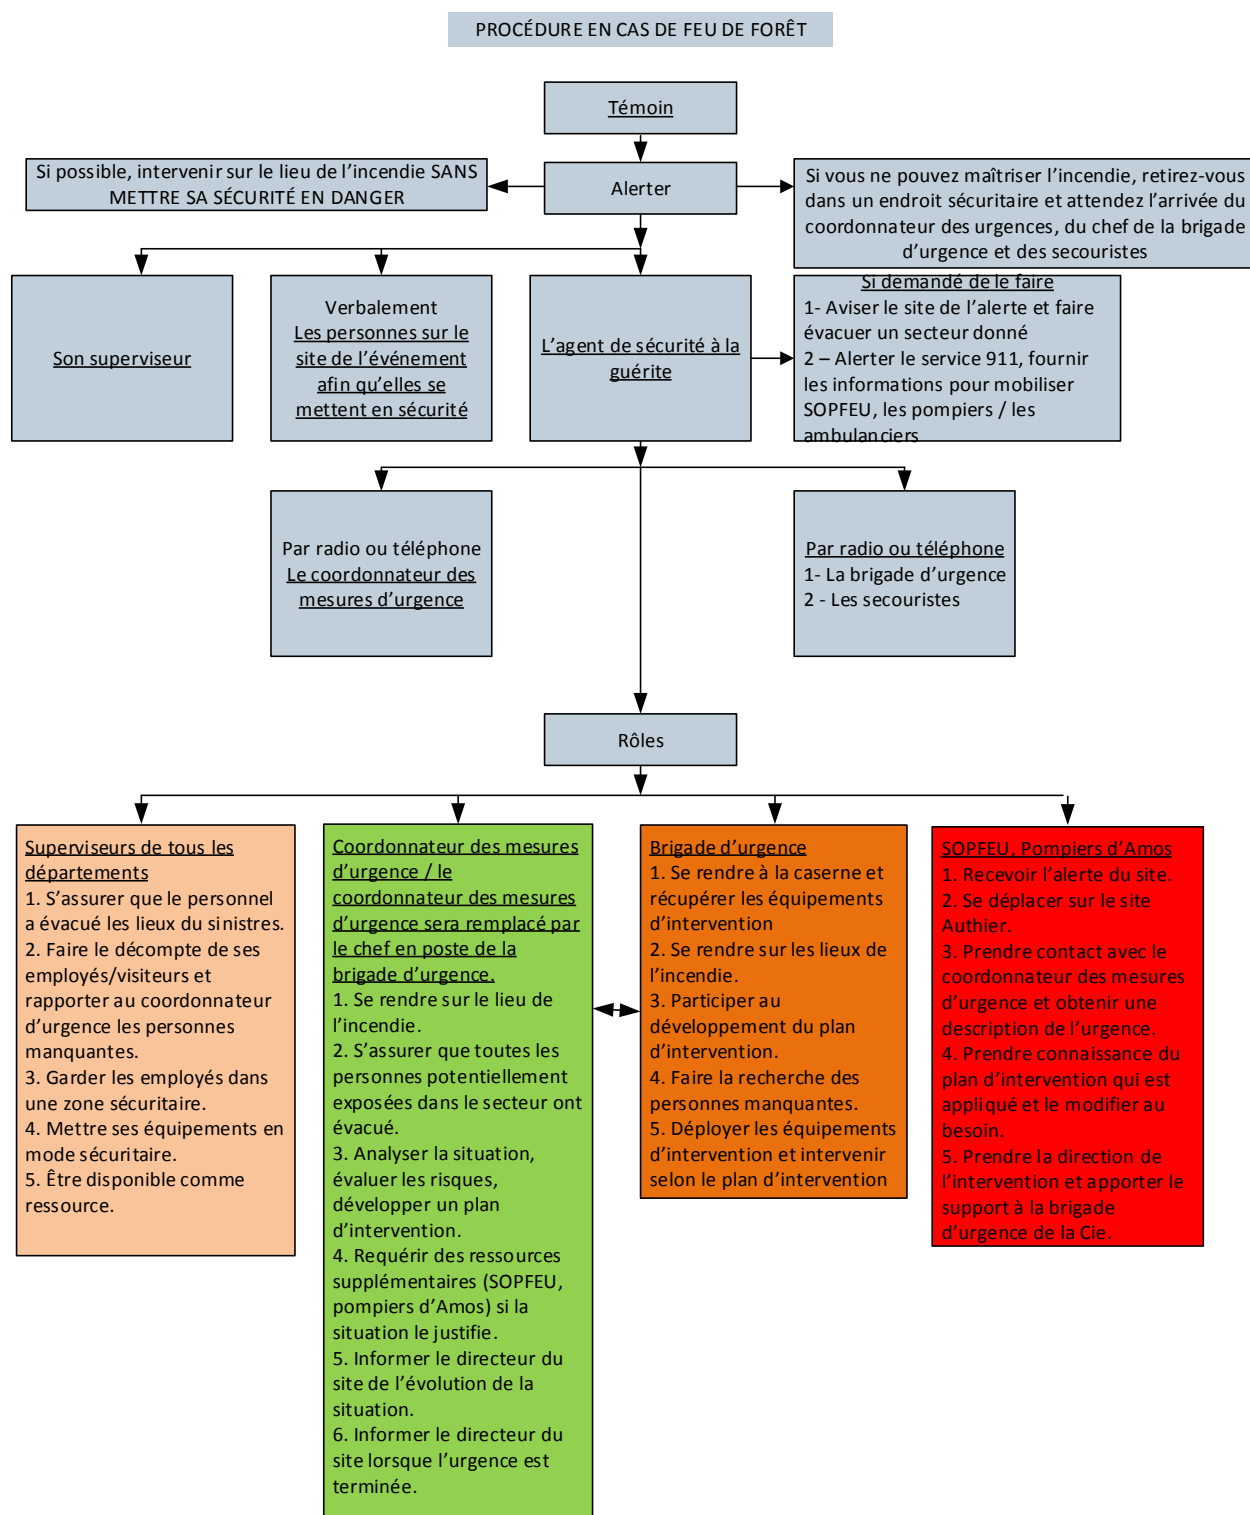 PROCÉDURE EN CAS DE FEU DE FORÊT
Témoin
Si possible, intervenir sur le lieu de l’incendie SANS
METTRE SA SÉCURITÉ EN DANGER
Alerter
Si vous ne pouvez maîtriser l’incendie, retirez-vous
dans un endroit sécuritaire et attendez l’arrivée du
coordonnateur des urgences, du chef de la brigade
d’urgence et des secouristes
Son superviseur
Verbalement
Les personnes sur le
site de l’événement
afin qu’elles se
mettent en sécurité
L’agent de sécurité à la
guérite
Si demandé de le faire
1- Aviser le site de l’alerte et faire
évacuer un secteur donné
2 – Alerter le service 911, fournir
les informations pour mobiliser
SOPFEU, les pompiers / les
ambulanciers
Par radio ou téléphone
Le coordonnateur des
mesures d’urgence
Par radio ou téléphone
1- La brigade d’urgence
2 - Les secouristes
Rôles
Superviseurs de tous les
départements
1. S’assurer que le personnel
a évacué les lieux du sinistres.
2. Faire le décompte de ses
employés/visiteurs et
rapporter au coordonnateur
d’urgence les personnes
manquantes.
3. Garder les employés dans
une zone sécuritaire.
4. Mettre ses équipements en
mode sécuritaire.
5. Être disponible comme
ressource.
Coordonnateur des mesures
d’urgence / le
coordonnateur des mesures
d’urgence sera remplacé par
le chef en poste de la
brigade d’urgence.
1. Se rendre sur le lieu de
l’incendie.
2. S’assurer que toutes les
personnes potentiellement
exposées dans le secteur ont
évacué.
3. Analyser la situation,
évaluer les risques,
développer un plan
d’intervention.
4. Requérir des ressources
supplémentaires (SOPFEU,
pompiers d’Amos) si la
situation le justifie.
5. Informer le directeur du
site de l’évolution de la
situation.
6. Informer le directeur du
site lorsque l’urgence est
terminée.
Brigade d’urgence
1. Se rendre à la caserne et
récupérer les équipements
d’intervention
2. Se rendre sur les lieux de
l’incendie.
3. Participer au
développement du plan
d’intervention.
4. Faire la recherche des
personnes manquantes.
5. Déployer les équipements
d’intervention et intervenir
selon le plan d’intervention
SOPFEU, Pompiers d’Amos
1. Recevoir l’alerte du site.
2. Se déplacer sur le site
Authier.
3. Prendre contact avec le
coordonnateur des mesures
d’urgence et obtenir une
description de l’urgence.
4. Prendre connaissance du
plan d’intervention qui est
appliqué et le modifier au
besoin.
5. Prendre la direction de
l’intervention et apporter le
support à la brigade
d’urgence de la Cie.